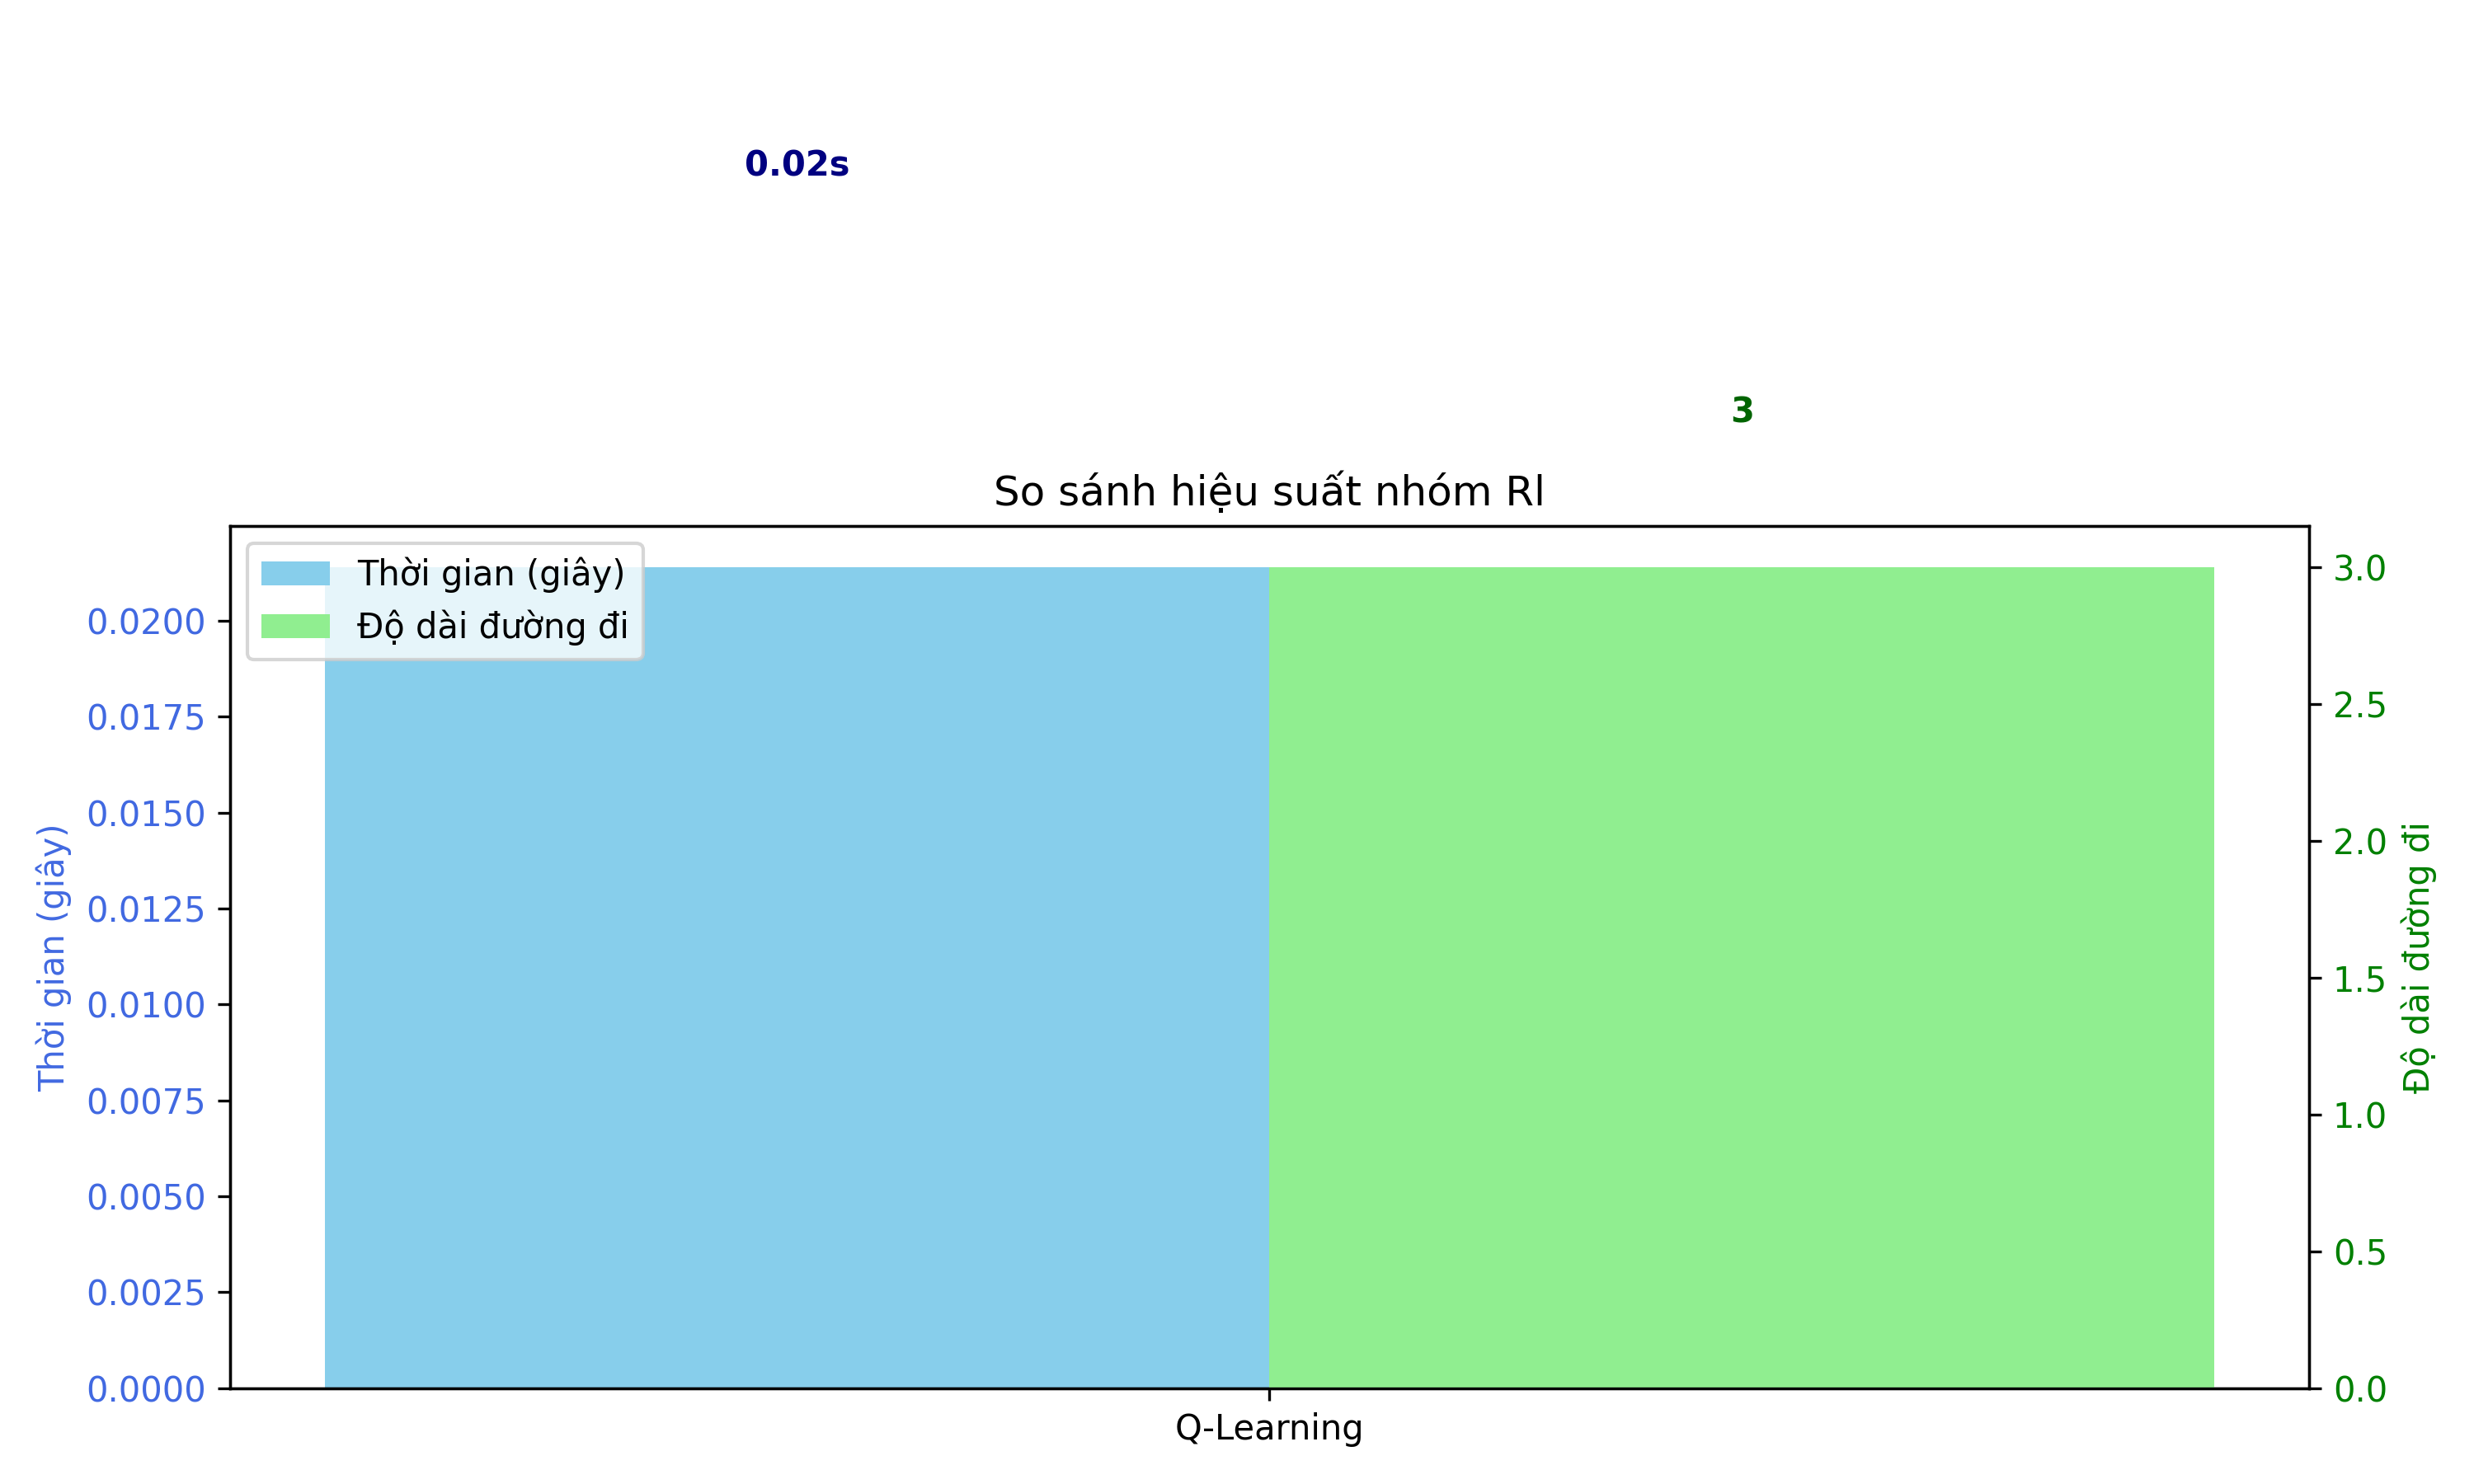 0.02s
3
So sánh hiệu suất nhóm Rl
Thời gian (giây)
Độ dài đường đi
0.0200
0.0175
0.0150
0.0125
0.0100
0.0075
0.0050
0.0025
0.0000
Thời gian (giây)
3.0
2.5
2.0
1.5
1.0
0.5
0.0
Độ dài đường đi
Q-Learning